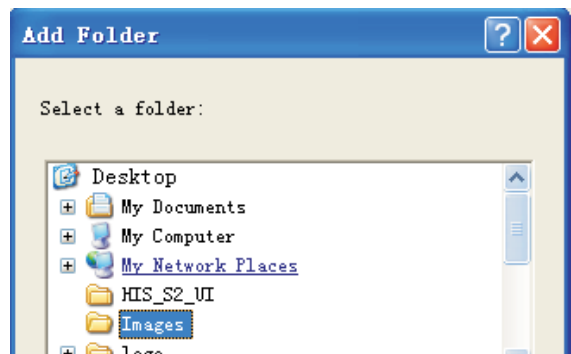 Add Folder
Select a folder:
Desktop
My Documents
My Computer
My Network Places
HIS_S2_UI
Images